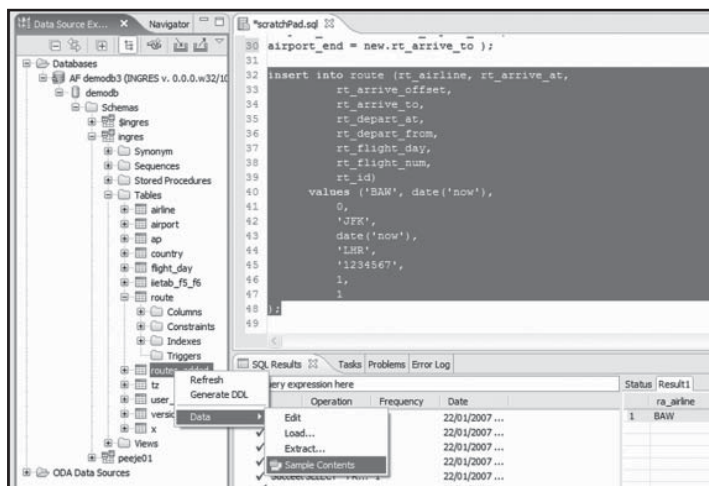 Data Source Ex...
Navigator
Databases
AF demodb3 (INGRES v. 0.0.0.w32/10
demodb
Schemas
$ingres
ingres
Synonym
Sequences
Stored Procedures
Tables
airline
airport
ap
country
flight_day
iietab_f5_f6
route
Columns
Constraints
Indexes
Triggers
routes_added
tz
user_
versio
x
Views
peeje01
ODA Data Sources
Refresh
Generate DDL
Data
Edit
Load...
Extract...
Sample Contents
*scratchPad.sql
30 airport_end = new.rt_arrive_to );
31
32 insert into route (rt_airline, rt_arrive_at,
33 rt_arrive_offset,
34 rt_arrive_to,
35 rt_depart_at,
36 rt_depart_from,
37 rt_flight_day,
38 rt_flight_num,
39 rt_id)
40 values ('BAW', date('now'),
41 0,
42 'JFK',
43 date('now'),
44 'LHR',
45 '1234567',
46 1,
47 1
48 );
49
SQL Results Tasks Problems Error Log
ery expression here
Operation Frequency Date
22/01/2007 ...
22/01/2007 ...
22/01/2007 ...
22/01/2007 ...
22/01/2007 ...
Status Result1
ra_airline
1 BAW